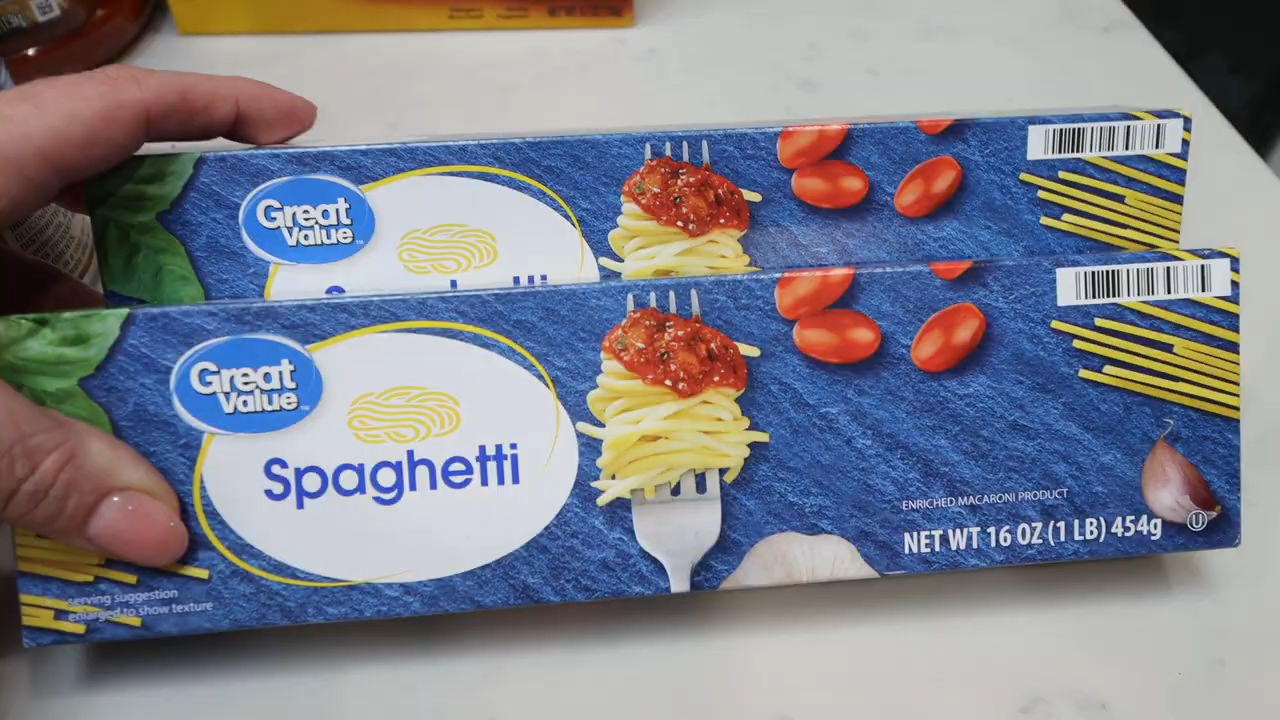 Great
Value
Great
Value
Spaghetti
ENRICHED MACARONI PRODUCT
NET WT 16 OZ (1 LB) 454g
U
serving suggestion
enlarged to show texture